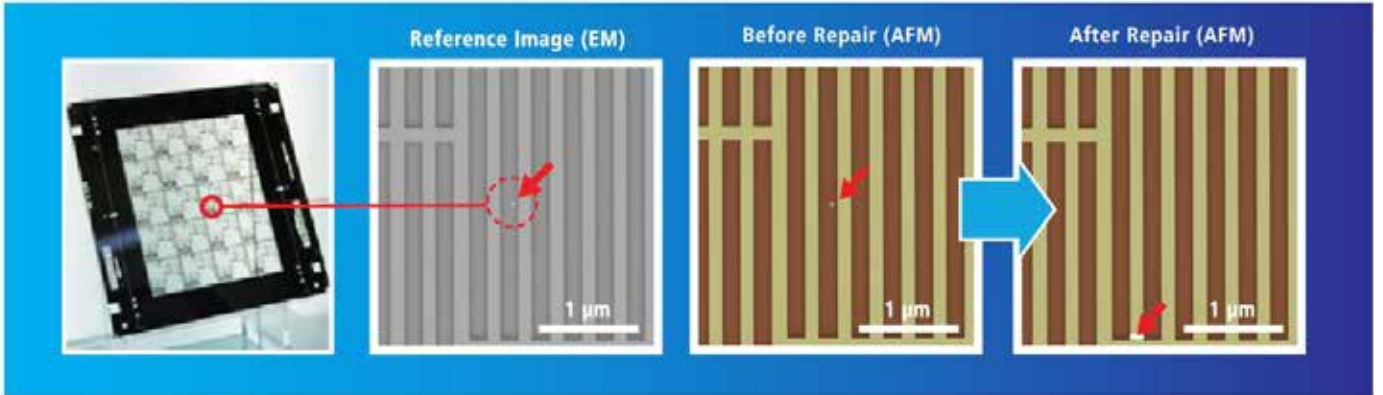 Reference Image (EM)
Before Repair (AFM)
After Repair (AFM)
1 μm
1 μm
1 μm